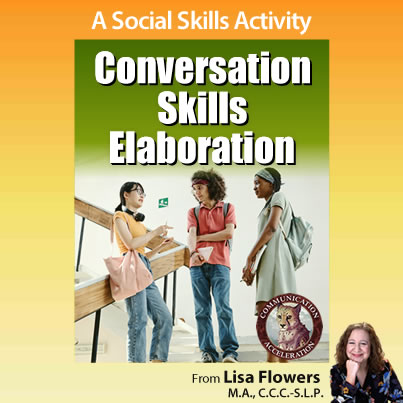 A Social Skills Activity
Conversation
Skills
Elaboration
COMMUNICATION
ACCELERATION
From Lisa Flowers
M.A., C.C.C.-S.L.P.